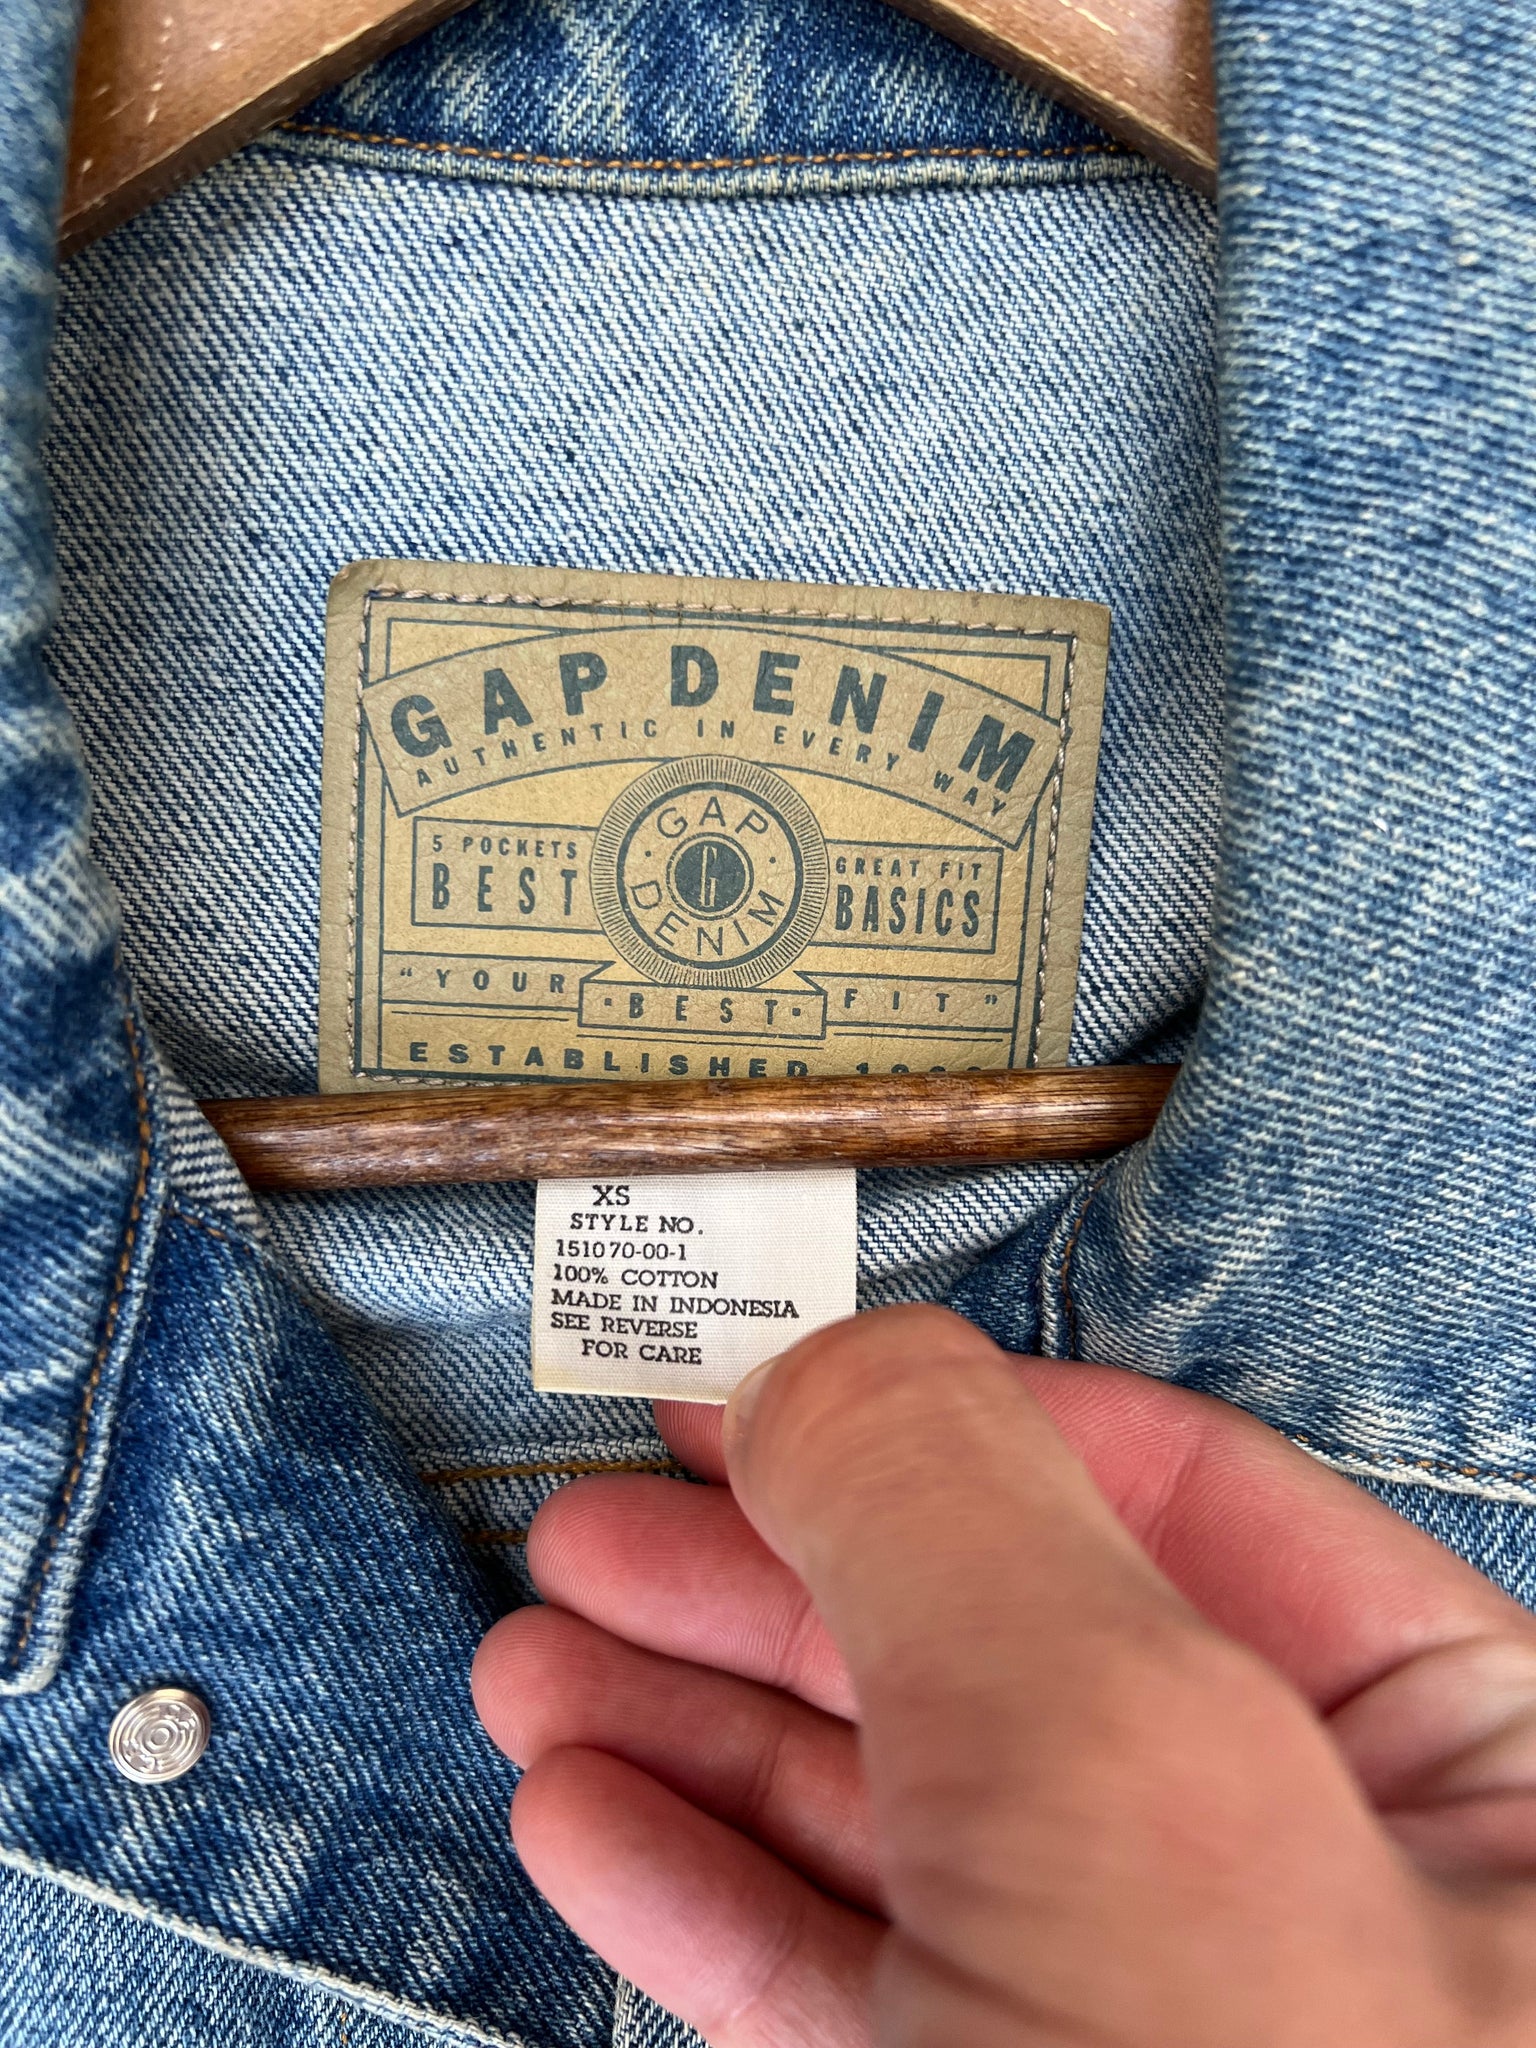 GAP DENIM
AUTHENTIC IN EVERY WAY
5 POCKETS
BEST
GAP
G
DENIM
GREAT FIT
BASICS
"YOUR ·BEST· FIT"
ESTABLISHED
XS
STYLE NO.
151070-00-1
100% COTTON
MADE IN INDONESIA
SEE REVERSE
FOR CARE